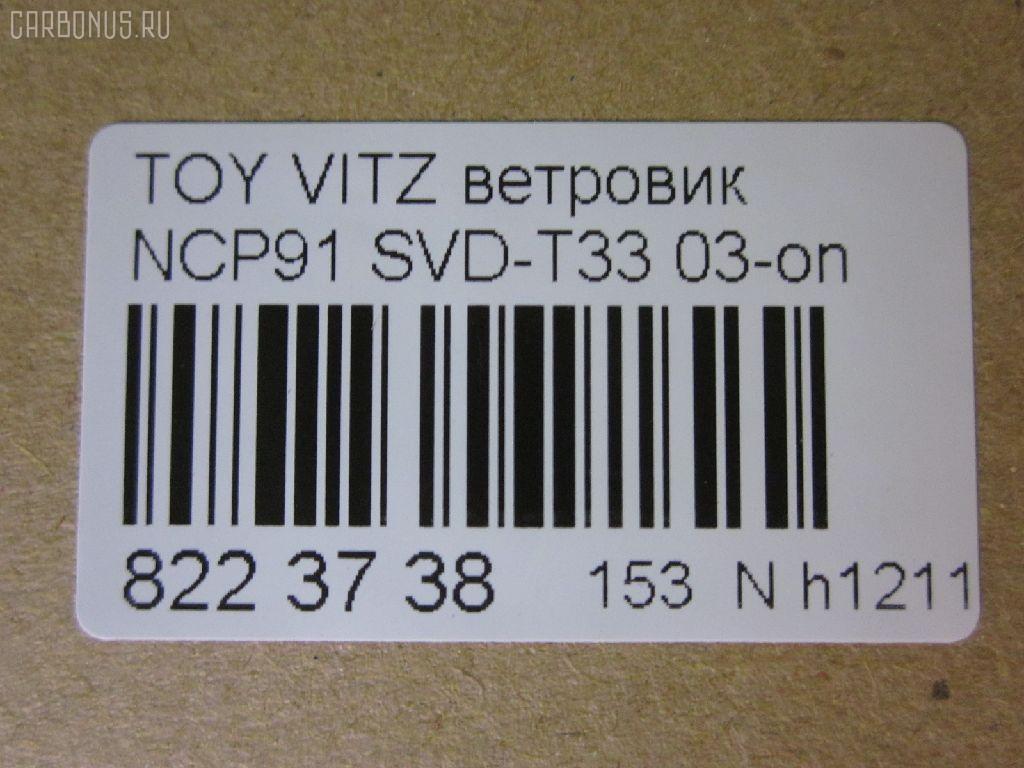 CARBONUS.RU
TOY VITZ ветровик
NCP91 SVD-T33 03-on
822 37 38 153 N h1211